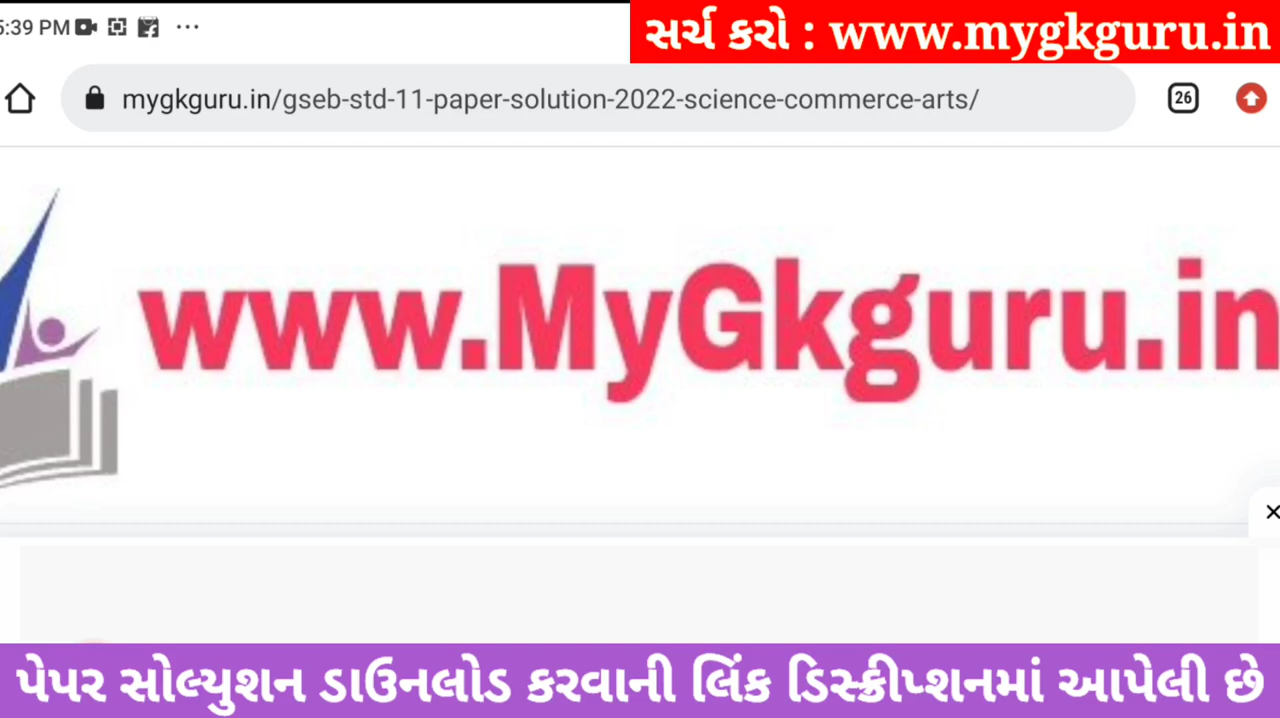 5:39 PM
સર્ચ કરો : www.mygkguru.in
mygkguru.in/gseb-std-11-paper-solution-2022-science-commerce-arts/
26
www.MyGkguru.in
પેપર સોલ્યુશન ડાઉનલોડ કરવાની લિંક ડિસ્ક્રીપ્શનમાં આપેલી છે